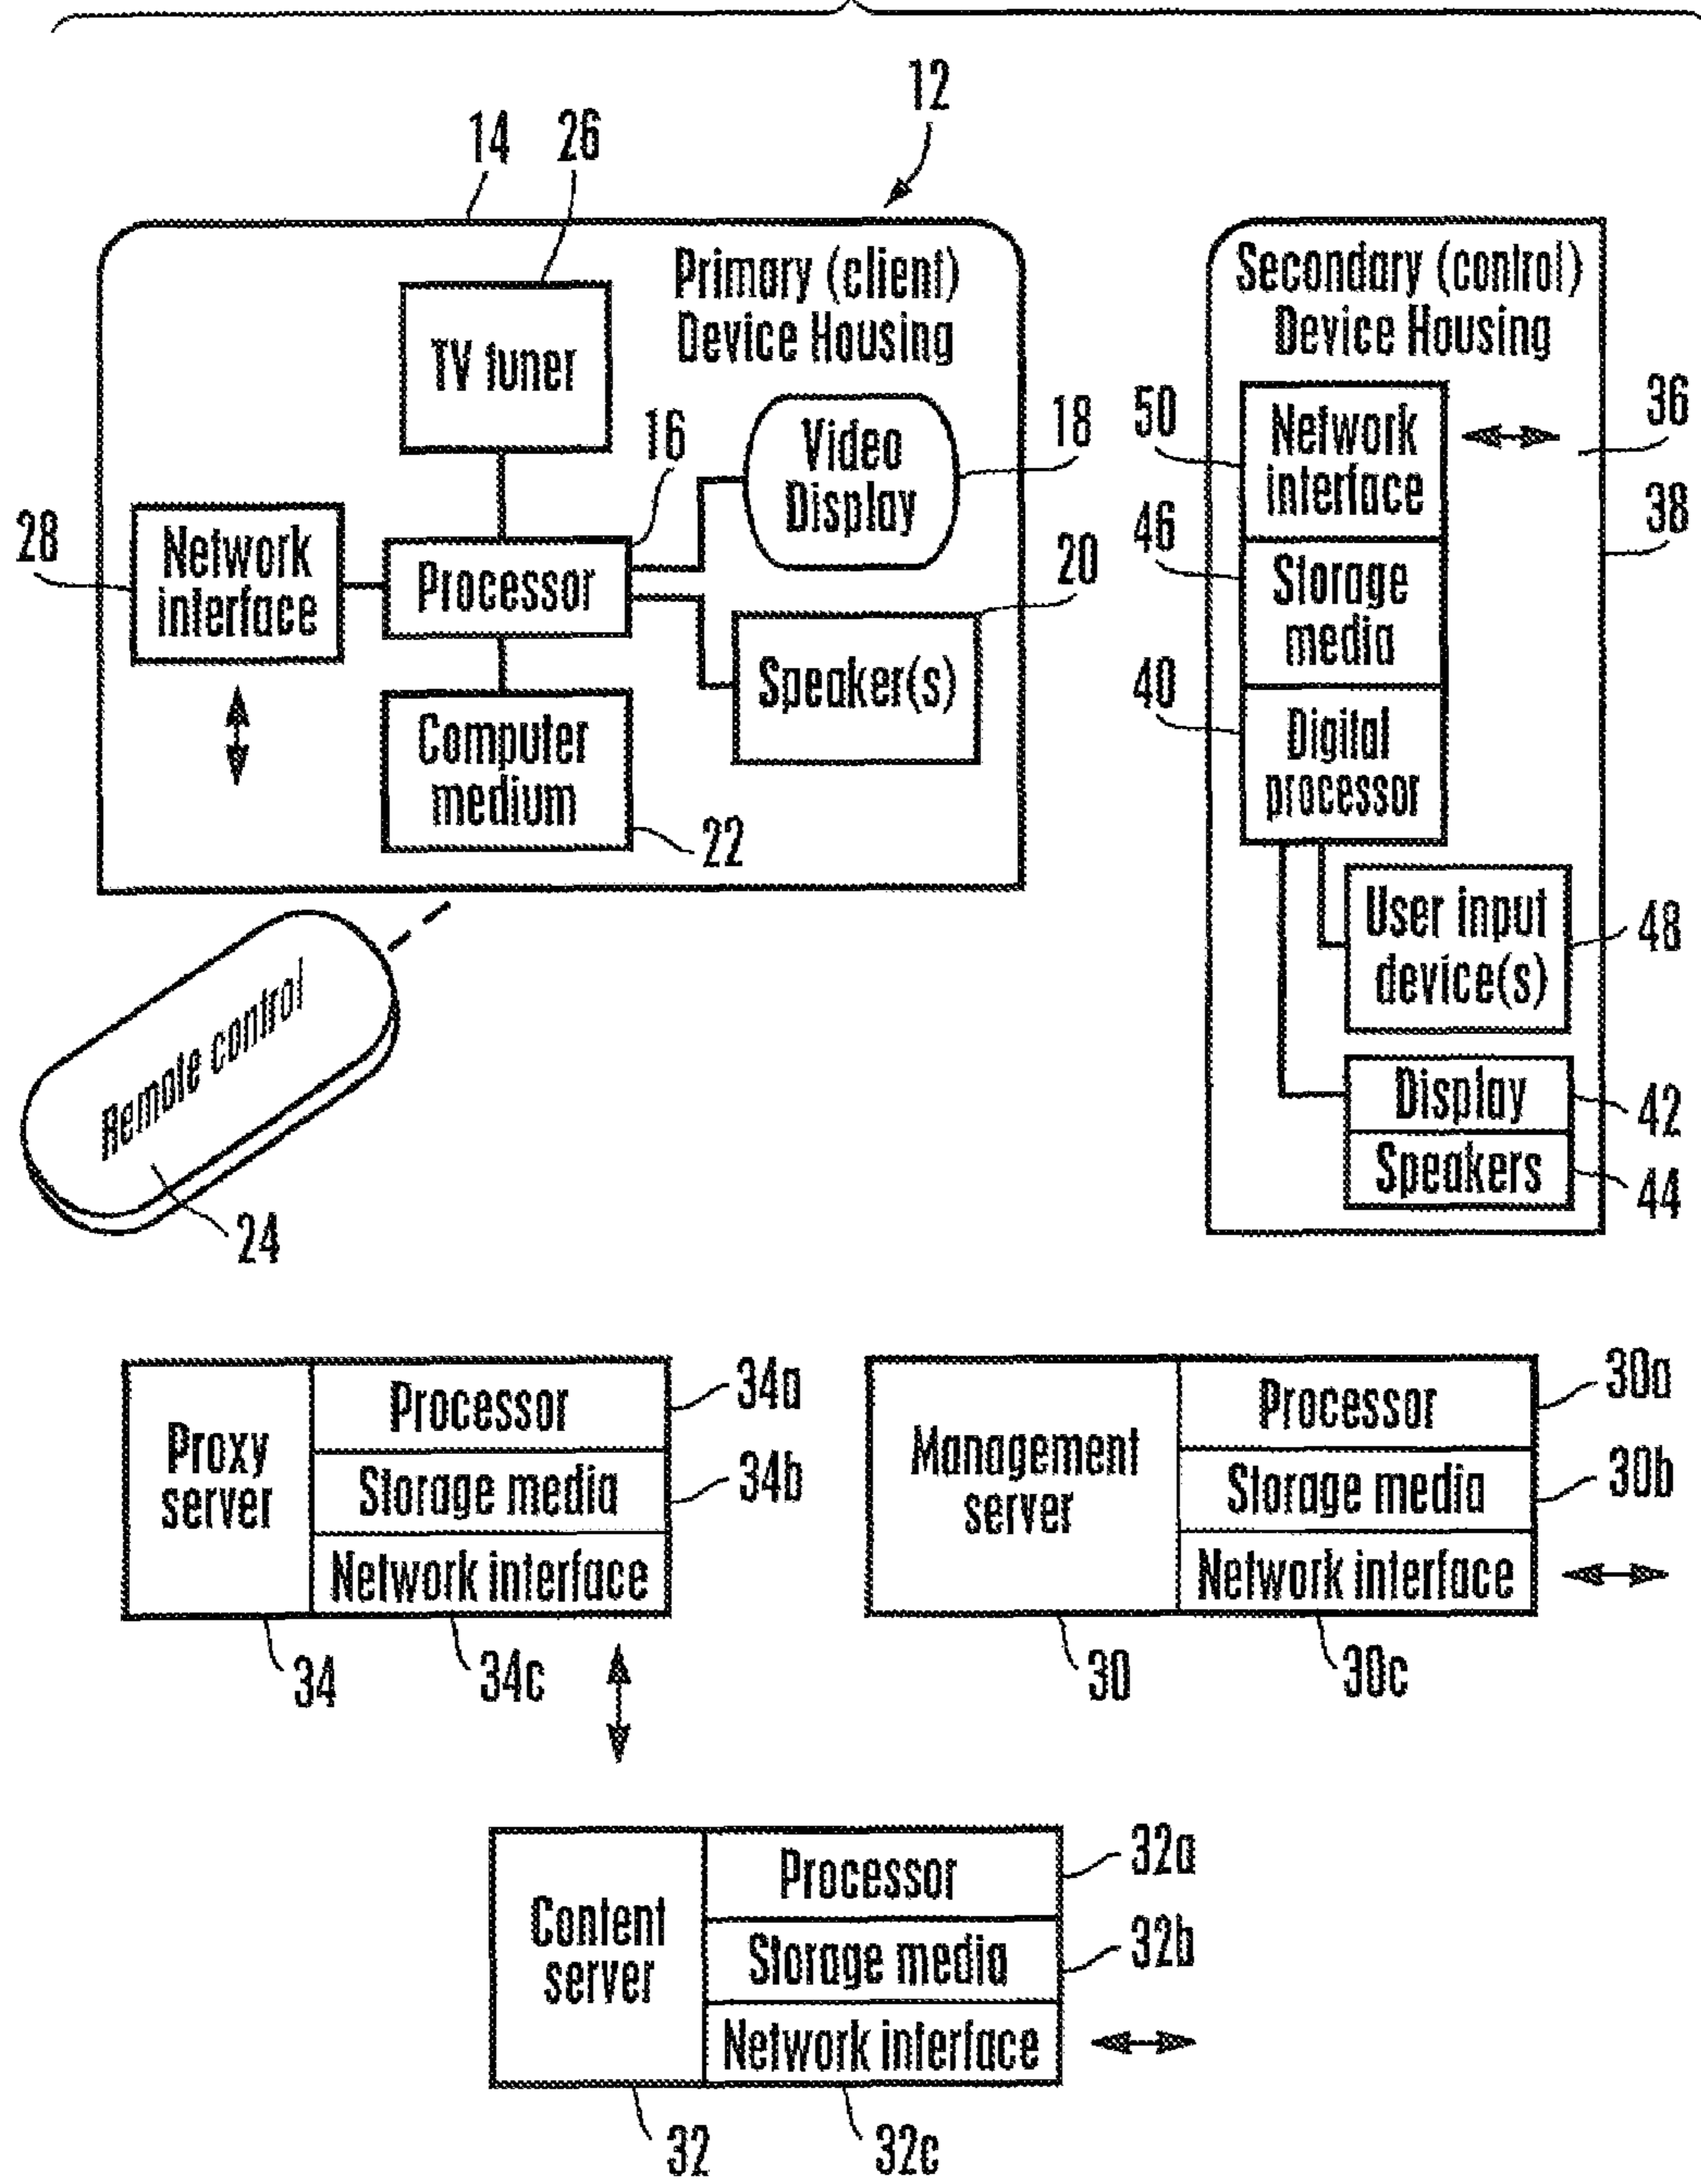 12
14
26
Primary (client)
Device Housing
TV tuner
16
Video
Display
18
28
Network
interface
Processor
20
Speaker(s)
Computer
medium
22
Remote control
24
Secondary (control)
Device Housing
50
Network
interface
36
38
46
Storage
media
40
Digital
processor
User input
device(s)
48
Display
42
Speakers
44
Proxy
server
Processor
34a
Storage media
34b
Network interface
34
34c
Management
server
Processor
30a
Storage media
30b
Network interface
30
30c
Content
server
Processor
32a
Storage media
32b
Network interface
32
32c